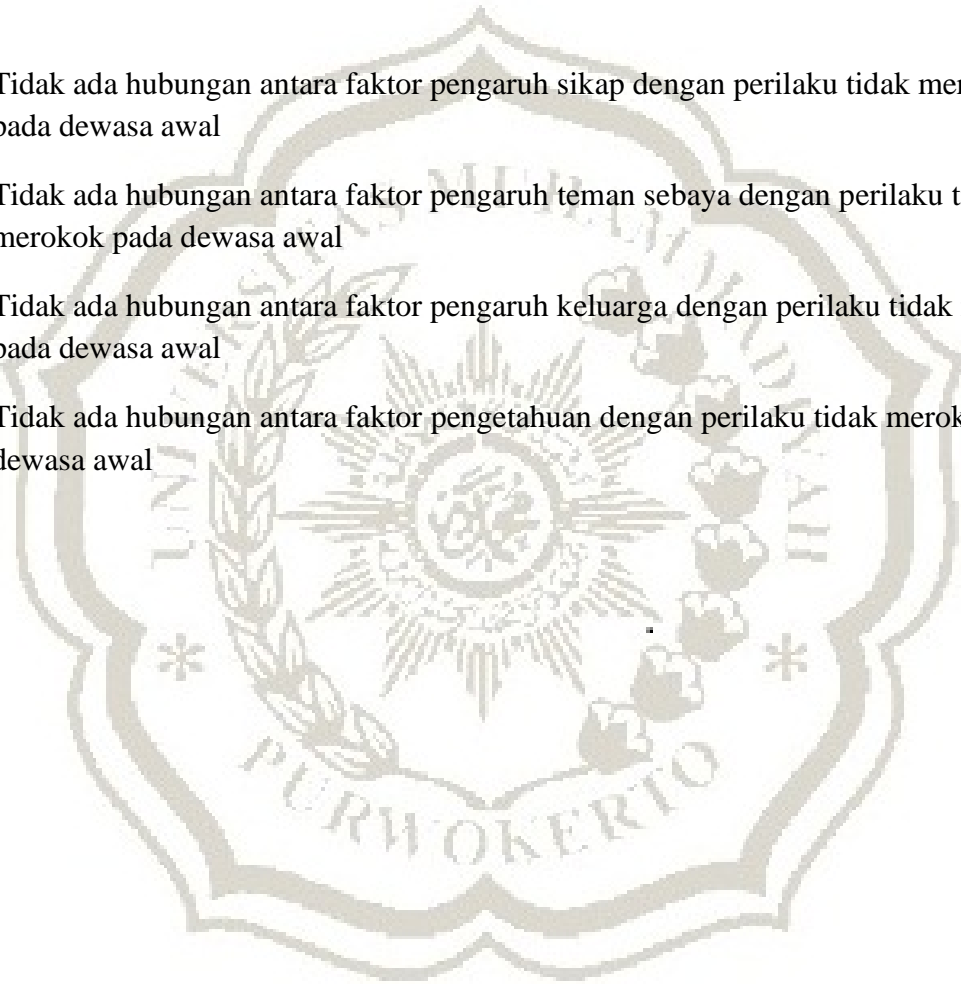 Tidak ada hubungan antara faktor pengaruh sikap dengan perilaku tidak mer
pada dewasa awal
Tidak ada hubungan antara faktor pengaruh teman sebaya dengan perilaku t
merokok pada dewasa awal
Tidak ada hubungan antara faktor pengaruh keluarga dengan perilaku tidak
pada dewasa awal
Tidak ada hubungan antara faktor pengetahuan dengan perilaku tidak merok
dewasa awal
UNIVERSITAS MUHAMMADIYAH
PURWOKERTO